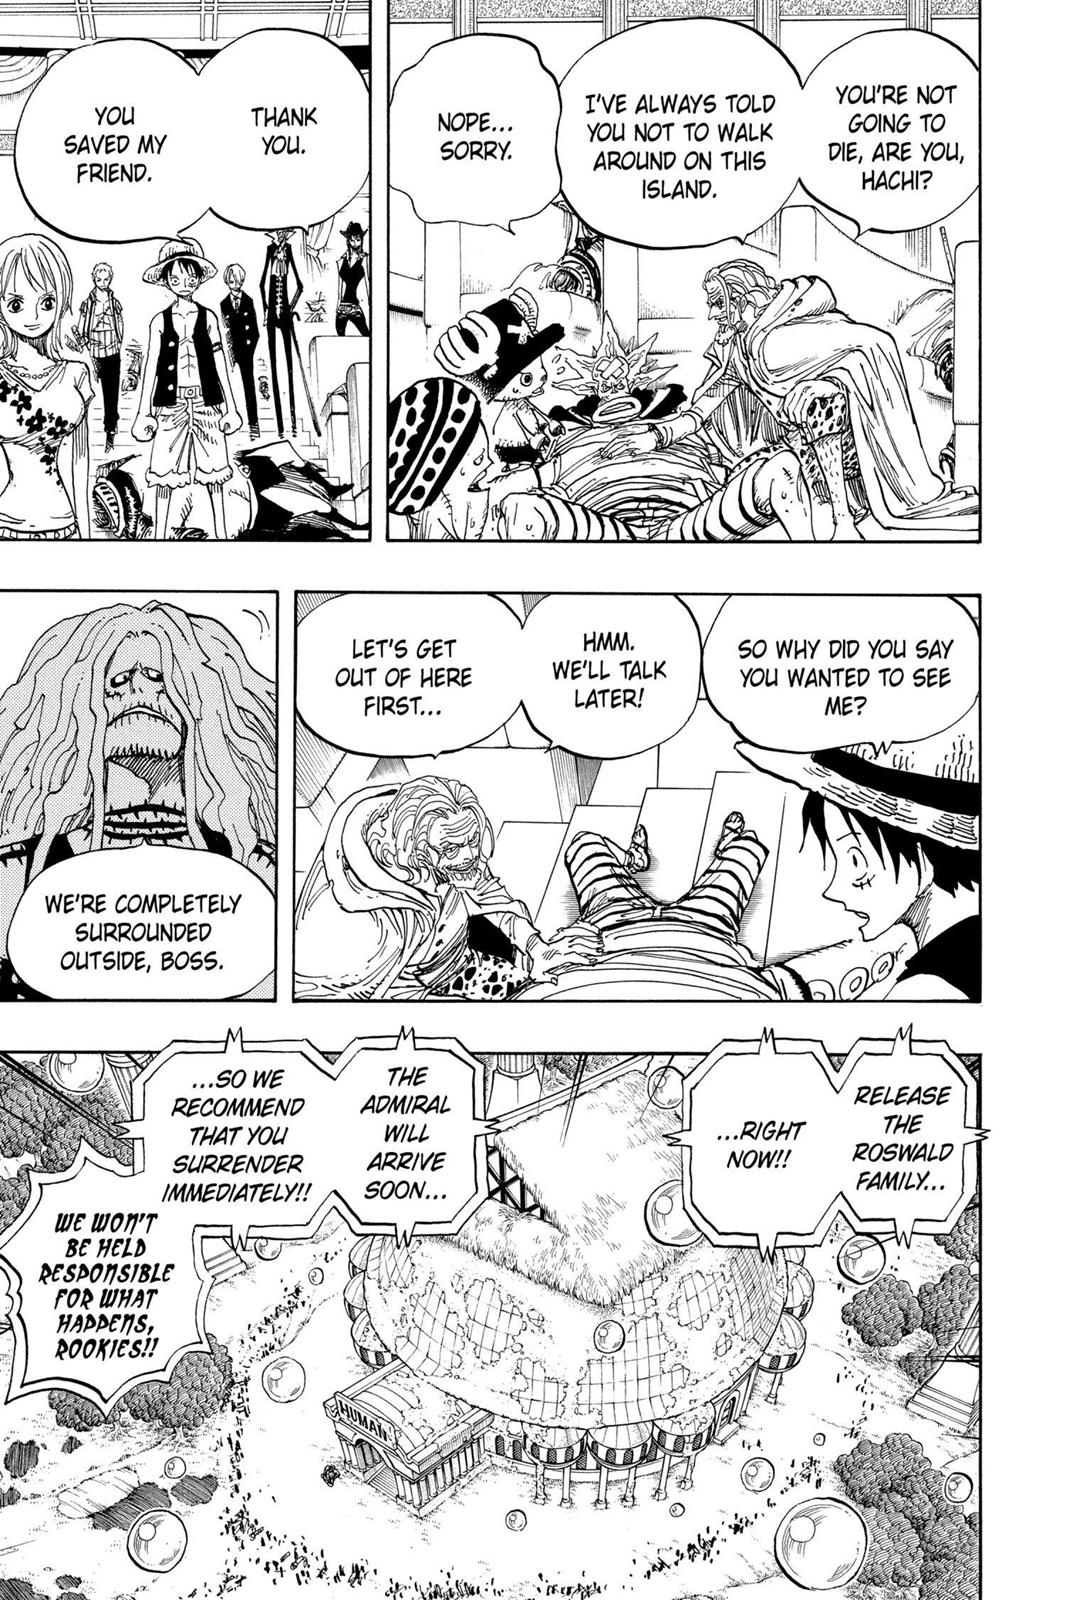 YOU'RE NOT
GOING TO
DIE, ARE YOU,
HACHI?
I'VE ALWAYS TOLD
YOU NOT TO WALK
AROUND ON THIS
ISLAND.
NOPE...
SORRY.
THANK
YOU.
YOU
SAVED MY
FRIEND.
SO WHY DID YOU SAY
YOU WANTED TO SEE
ME?
HMM.
WE'LL TALK
LATER!
LET'S GET
OUT OF HERE
FIRST...
WE'RE COMPLETELY
SURROUNDED
OUTSIDE, BOSS.
RELEASE
THE
ROSWALD
FAMILY...
...RIGHT
NOW!!
THE
ADMIRAL
WILL
ARRIVE
SOON...
...SO WE
RECOMMEND
THAT YOU
SURRENDER
IMMEDIATELY!!
WE WON'T
BE HELD
RESPONSIBLE
FOR WHAT
HAPPENS,
ROOKIES!!
HUMAN